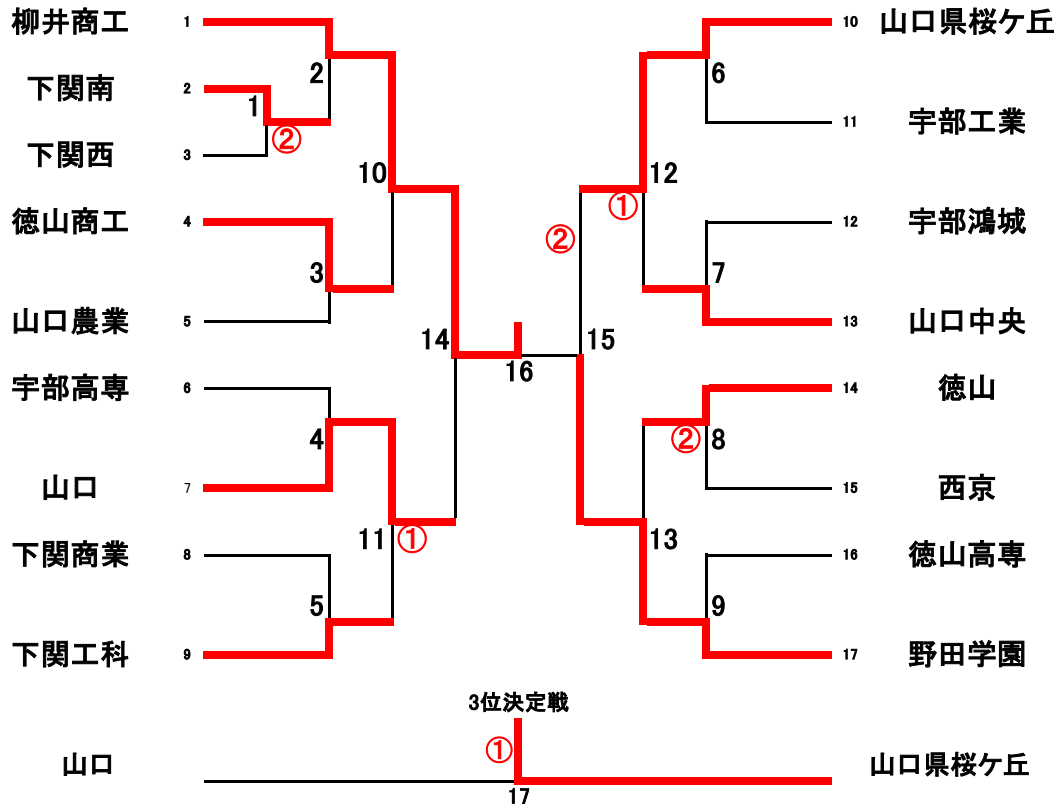 柳井商工 1
下関南 2
下関西 3
徳山商工 4
山口農業 5
宇部高専 6
山口 7
下関商業 8
下関工科 9
1
②
2
3
4
5
10
11
①
14
16
15
②
12
①
13
6
7
8
②
9
10 山口県桜ケ丘
11 宇部工業
12 宇部鴻城
13 山口中央
14 徳山
15 西京
16 徳山高専
17 野田学園
3位決定戦
山口
①
17
山口県桜ケ丘